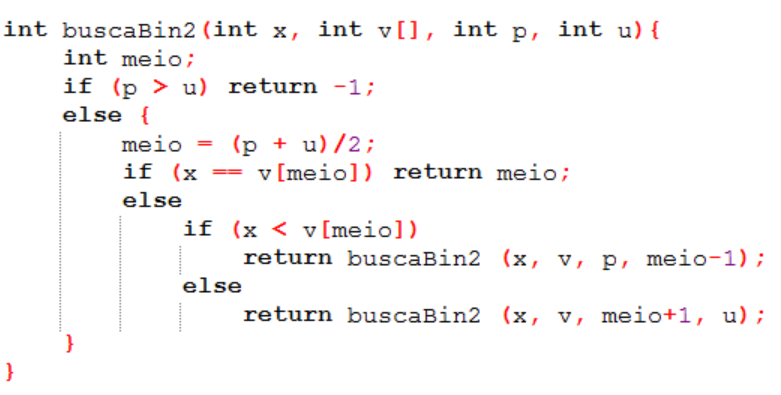 int buscaBin2(int x, int v[], int p, int u){
    int meio;
    if (p > u) return -1;
    else {
        meio = (p + u)/2;
        if (x == v[meio]) return meio;
        else
            if (x < v[meio])
                return buscaBin2 (x, v, p, meio-1);
            else
                return buscaBin2 (x, v, meio+1, u);
    }
}